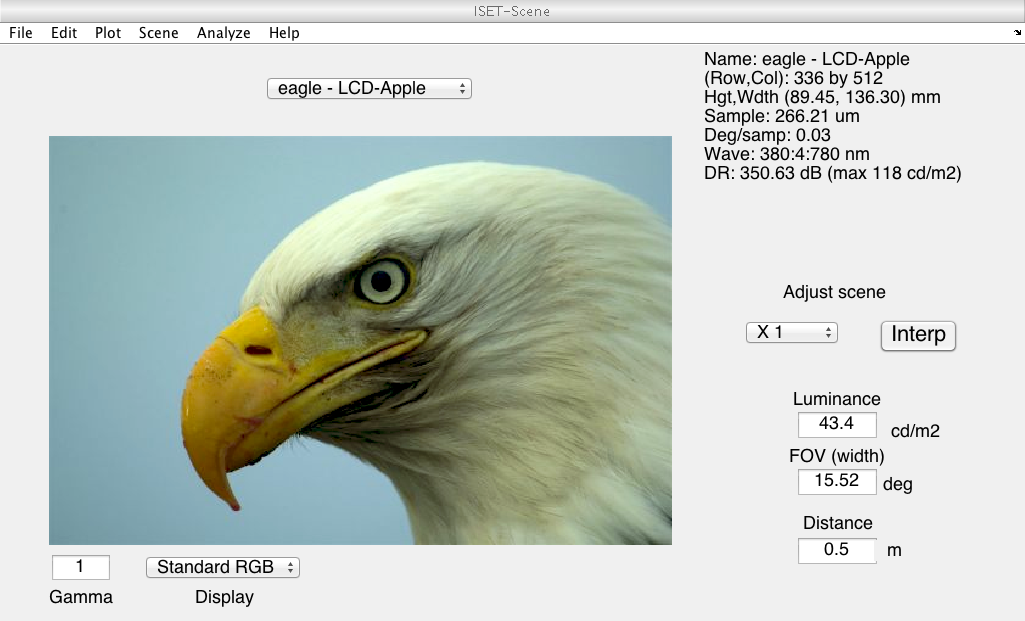 ISET-Scene
File Edit Plot Scene Analyze Help
eagle - LCD-Apple
Name: eagle - LCD-Apple
(Row,Col): 336 by 512
Hgt,Wdth (89.45, 136.30) mm
Sample: 266.21 um
Deg/samp: 0.03
Wave: 380:4:780 nm
DR: 350.63 dB (max 118 cd/m2)
Adjust scene
X 1
Interp
Luminance
43.4 cd/m2
FOV (width)
15.52 deg
Distance
0.5 m
1 Standard RGB
Gamma Display